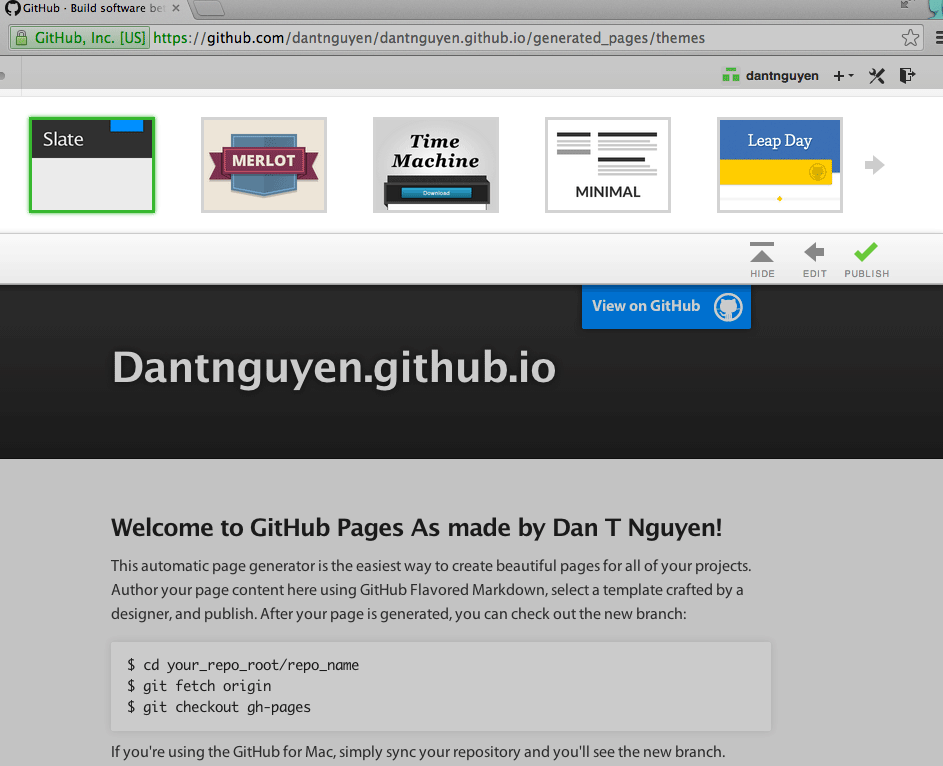 GitHub · Build software be
GitHub, Inc. [US] https://github.com/dantnguyen/dantnguyen.github.io/generated_pages/themes
dantnguyen
Slate
MERLOT
Time
Machine
Download
MINIMAL
Leap Day
HIDE
EDIT
PUBLISH
View on GitHub
Dantnguyen.github.io
Welcome to GitHub Pages As made by Dan T Nguyen!
This automatic page generator is the easiest way to create beautiful pages for all of your projects.
Author your page content here using GitHub Flavored Markdown, select a template crafted by a
designer, and publish. After your page is generated, you can check out the new branch:
$ cd your_repo_root/repo_name
$ git fetch origin
$ git checkout gh-pages
If you're using the GitHub for Mac, simply sync your repository and you'll see the new branch.